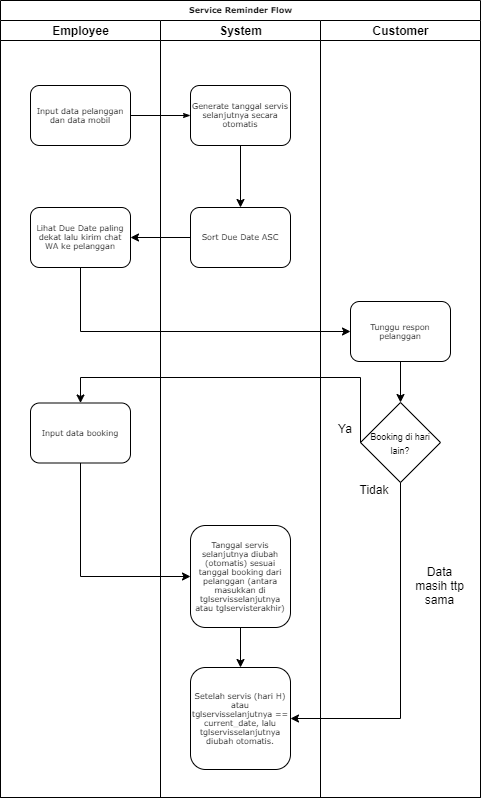 Service Reminder Flow
Employee
System
Customer
Input data pelanggan
dan data mobil
Generate tanggal servis
selanjutnya secara
otomatis
Lihat Due Date paling
dekat lalu kirim chat
WA ke pelanggan
Sort Due Date ASC
Tunggu respon
pelanggan
Input data booking
Ya
Booking di hari
lain?
Tidak
Tanggal servis
selanjutnya diubah
(otomatis) sesuai
tanggal booking dari
pelanggan (antara
masukkan di
tglservisselanjutnya
atau tglservisterakhir)
Data
masih ttp
sama
Setelah servis (hari H)
atau
tglservisselanjutnya ==
current_date, lalu
tglservisselanjutnya
diubah otomatis.